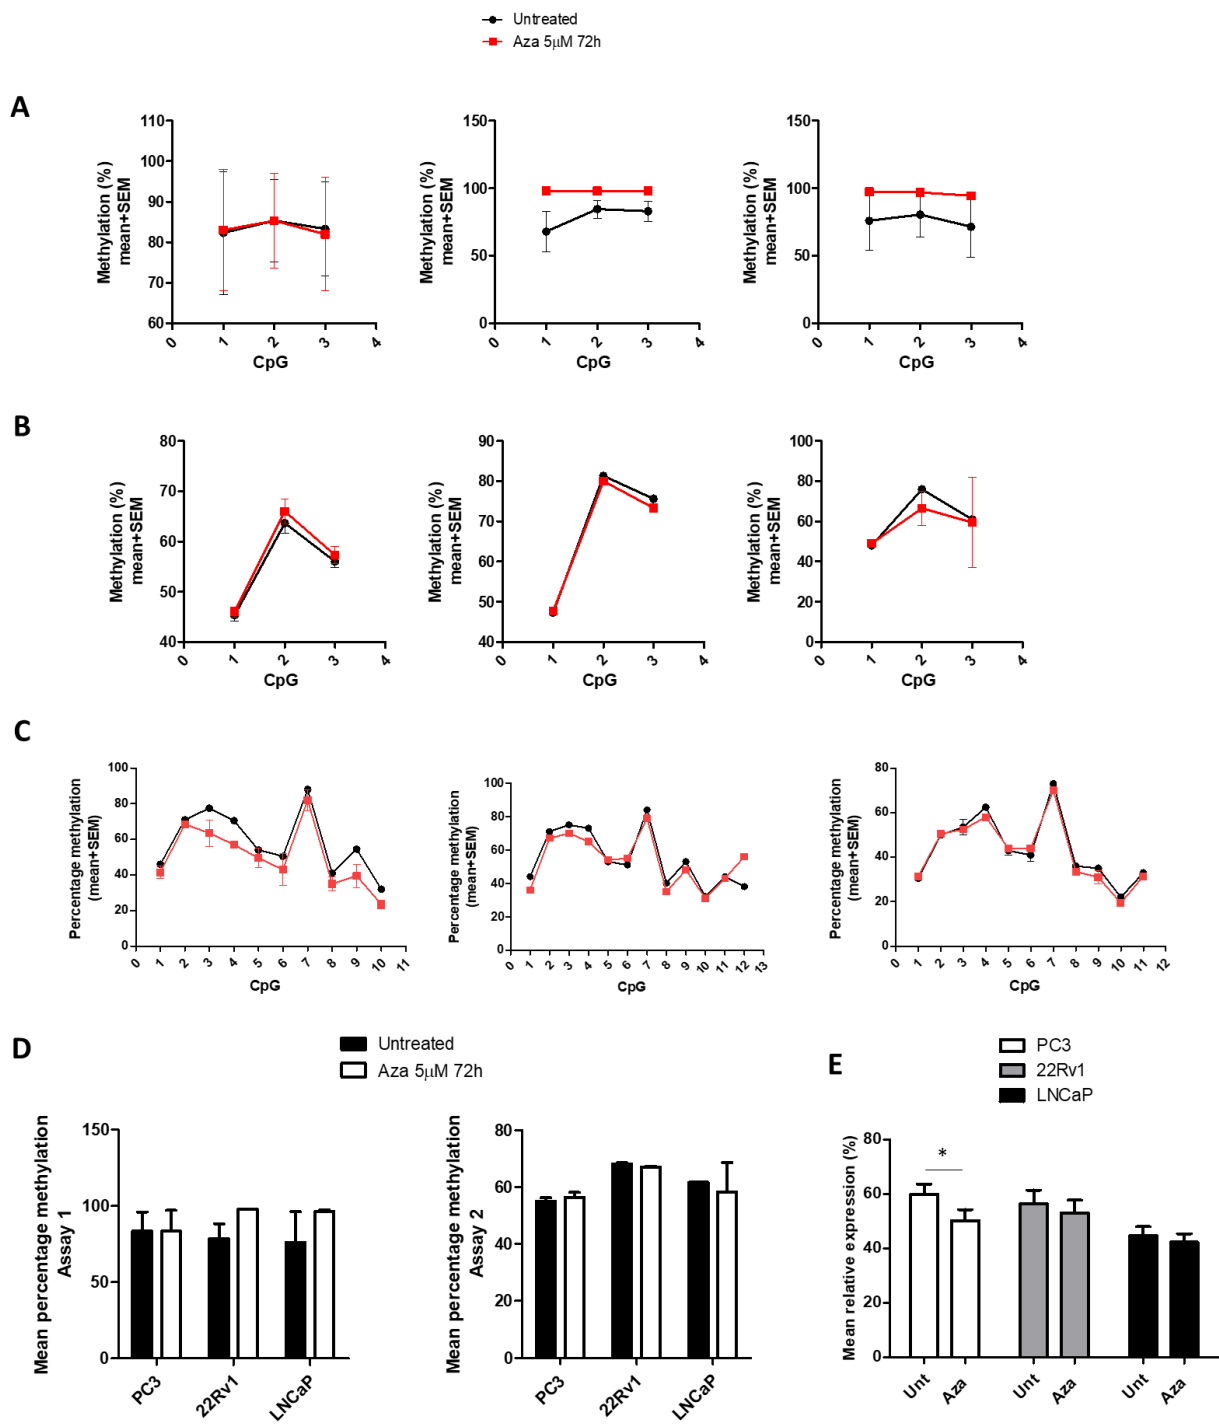 Untreated
Aza 5µM 72h
A
110
100
90
80
70
60
0
1
2
3
4
Methylation (%)
mean+SEM
CpG
150
100
50
0
0
1
2
3
4
Methylation (%)
mean+SEM
CpG
150
100
50
0
0
1
2
3
4
Methylation (%)
mean+SEM
CpG
B
80
70
60
50
40
0
1
2
3
4
Methylation (%)
mean+SEM
CpG
90
80
70
60
50
40
0
1
2
3
4
Methylation (%)
mean+SEM
CpG
100
80
60
40
20
0
0
1
2
3
4
Methylation (%)
mean+SEM
CpG
C
100
80
60
40
20
0
0
1
2
3
4
5
6
7
8
9
10
11
Percentage methylation
(mean+SEM)
CpG
100
80
60
40
20
0
0
1
2
3
4
5
6
7
8
9
10
11
12
13
Percentage methylation
(mean+SEM)
CpG
80
60
40
20
0
0
1
2
3
4
5
6
7
8
9
10
11
12
Percentage methylation
(mean+SEM)
CpG
D
Untreated
Aza 5µM 72h
150
100
50
0
Mean percentage methylation
Assay 1
PC3
22Rv1
LNCaP
80
60
40
20
0
Mean percentage methylation
Assay 2
PC3
22Rv1
LNCaP
E
PC3
22Rv1
LNCaP
80
60
40
20
0
Mean relative expression (%)
*
Unt
Aza
Unt
Aza
Unt
Aza